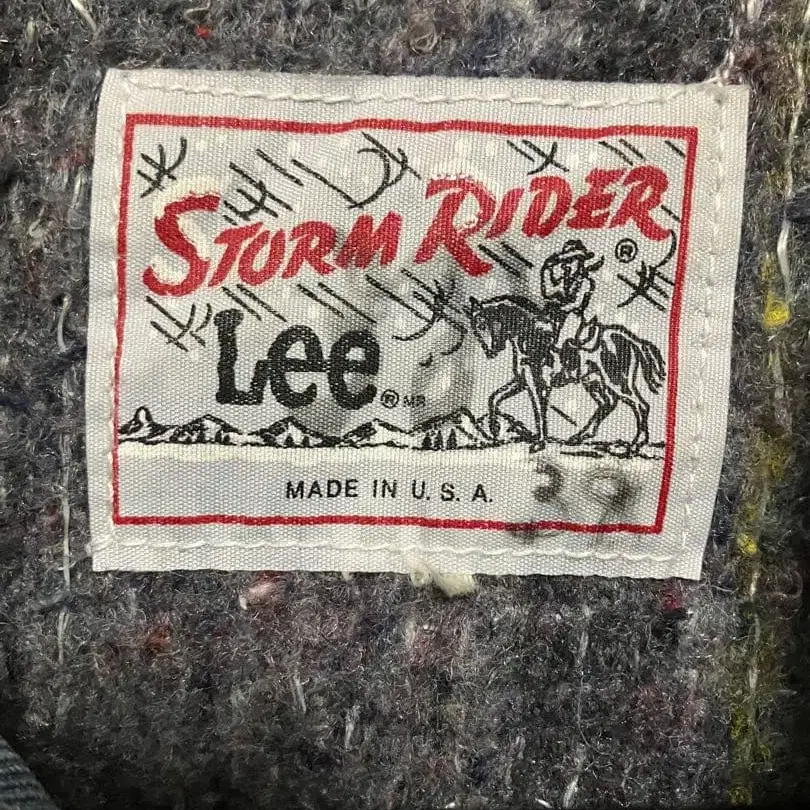 STORM RIDER ®
Lee ® MR
MADE IN U. S. A.